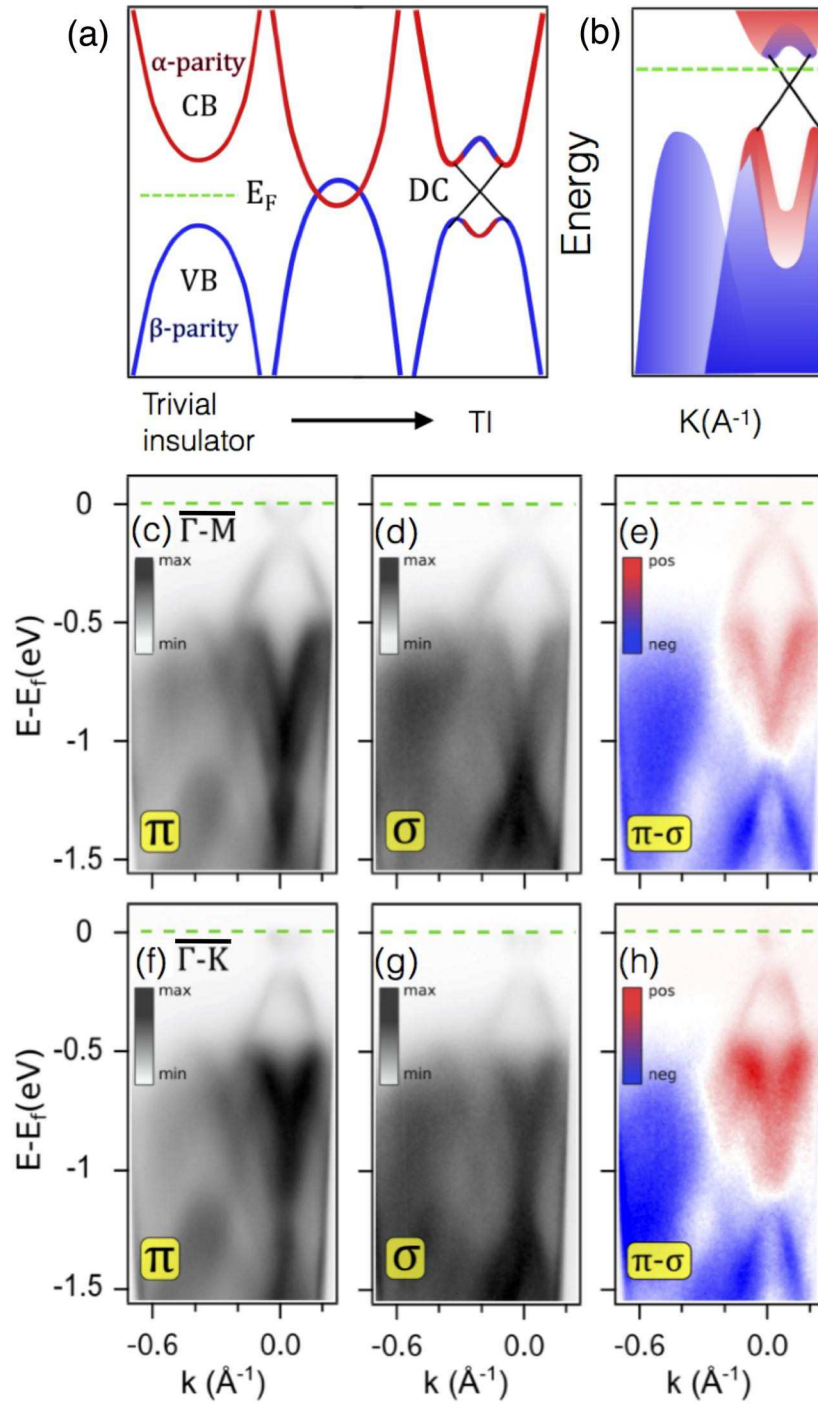 (a)
α-parity
CB
E_F
VB
β-parity
DC
Trivial
insulator
TI
(b)
Energy
K(A⁻¹)
(c)
Γ-M
max
min
π
(d)
max
min
σ
(e)
pos
neg
π-σ
0
-0.5
-1
-1.5
E-E_f(eV)
(f)
Γ-K
max
min
π
(g)
max
min
σ
(h)
pos
neg
π-σ
0
-0.5
-1
-1.5
E-E_f(eV)
-0.6
0.0
k (Å⁻¹)
-0.6
0.0
k (Å⁻¹)
-0.6
0.0
k (Å⁻¹)